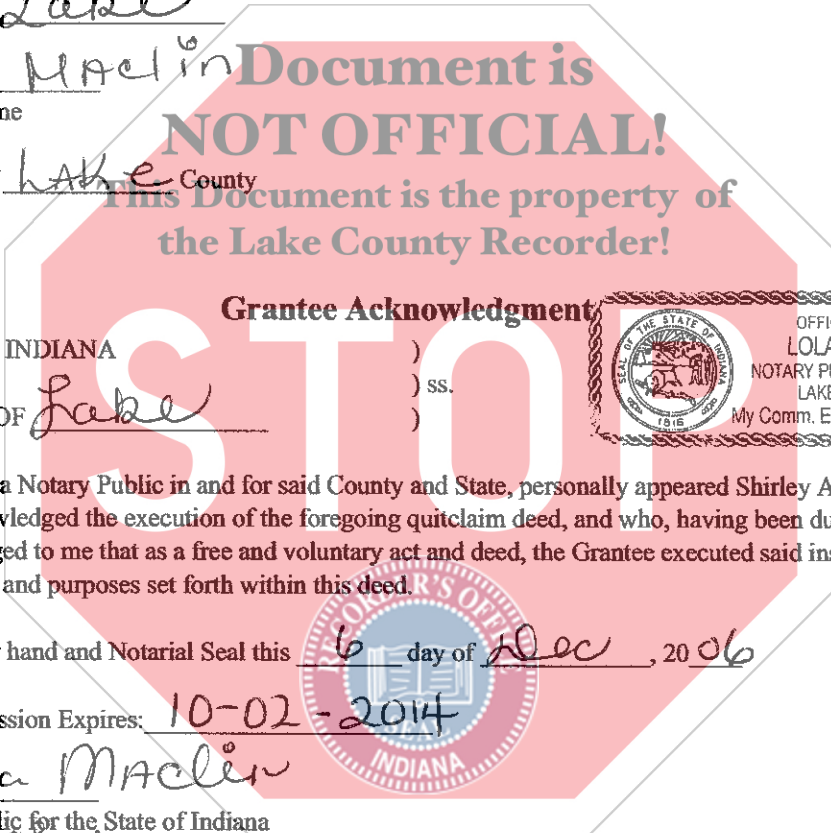 Lake
MAClin
Document is
me
NOT OFFICIAL!
LAKE County
This Document is the property of
the Lake County Recorder!
Grantee Acknowledgment
STOP
INDIANA )
) ss.
OF Lake )
SEAL OF THE STATE OF INDIANA
1816
OFFI
LOLA
NOTARY P
LAKE
My Comm. E
a Notary Public in and for said County and State, personally appeared Shirley A
wledged the execution of the foregoing quitclaim deed, and who, having been du
ged to me that as a free and voluntary act and deed, the Grantee executed said ins
and purposes set forth within this deed.
hand and Notarial Seal this 6 day of Dec , 20 06
RECORDER'S OFFICE
SEAL
INDIANA
ssion Expires: 10-02-2014
a MAClin
lic for the State of Indiana